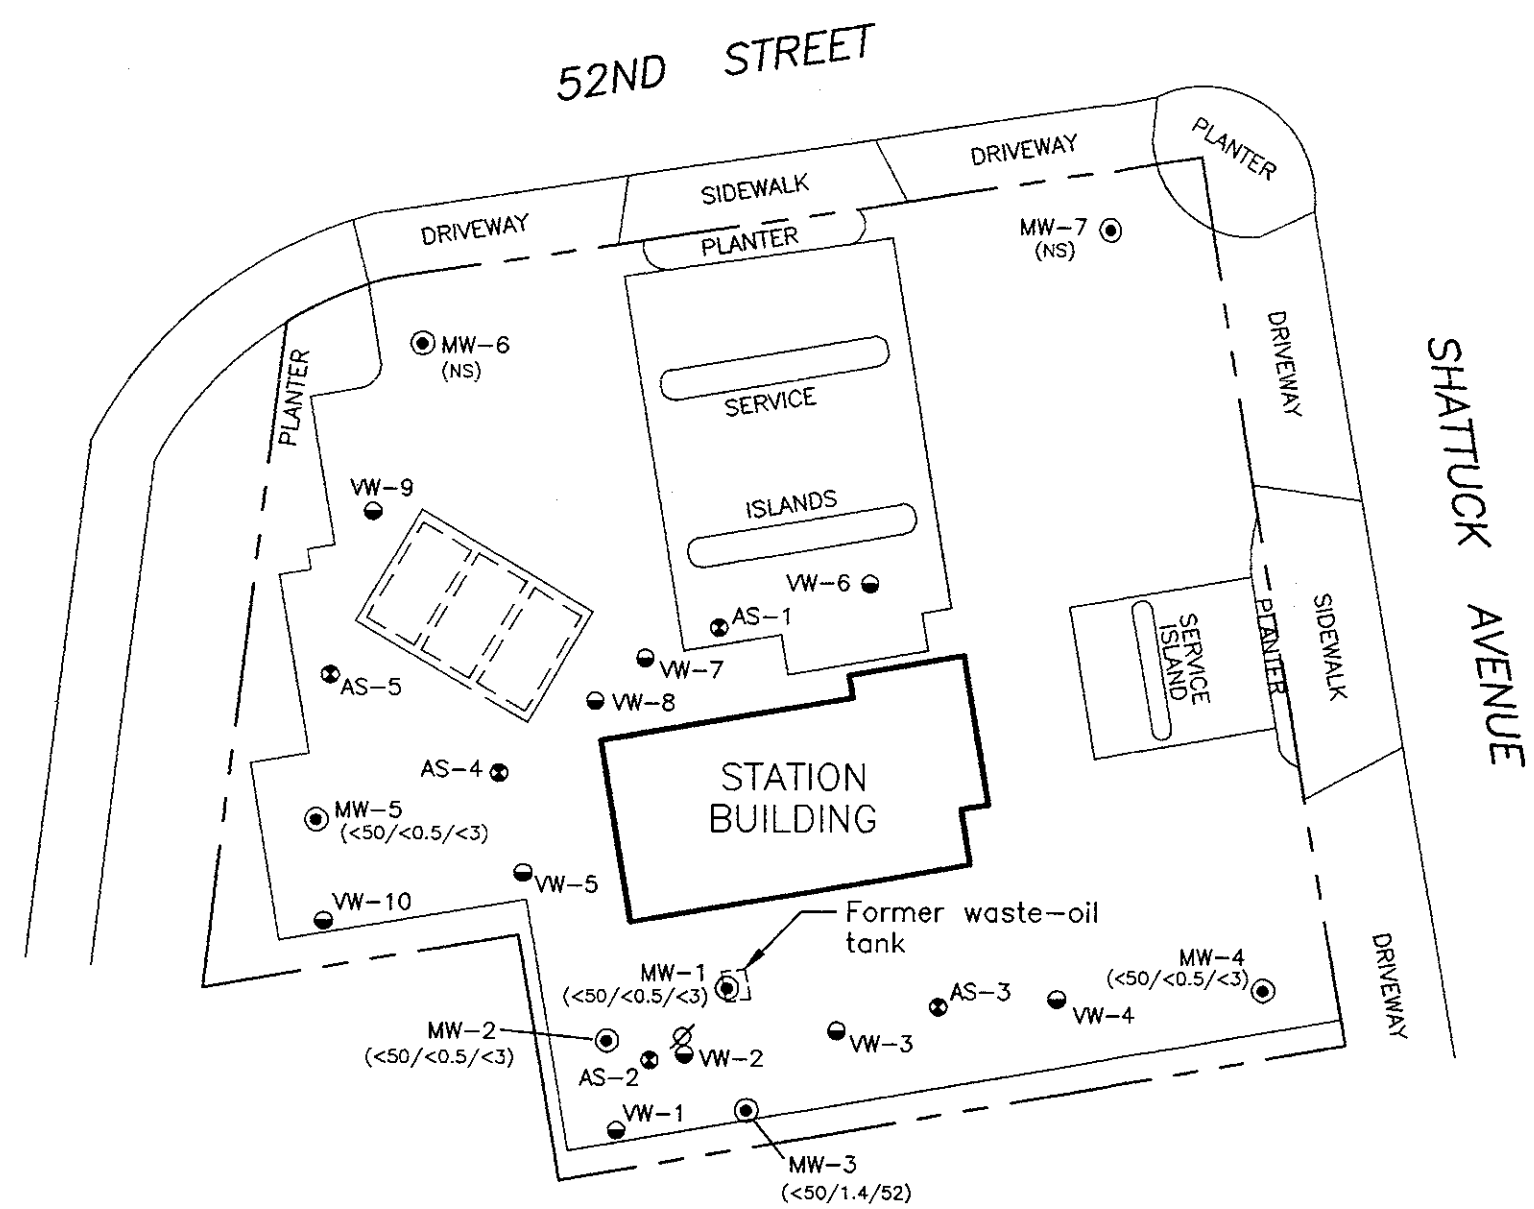 52ND STREET
DRIVEWAY
SIDEWALK
DRIVEWAY
PLANTER
PLANTER
MW-7
(NS)
MW-6
(NS)
PLANTER
SERVICE
ISLANDS
DRIVEWAY
SHATTUCK AVENUE
VW-9
VW-6
AS-1
VW-7
VW-8
AS-5
SERVICE
ISLAND
PLANTER
SIDEWALK
AS-4
STATION
BUILDING
MW-5
(<50/<0.5/<3)
VW-5
VW-10
Former waste-oil
tank
MW-1
(<50/<0.5/<3)
MW-4
(<50/<0.5/<3)
DRIVEWAY
AS-3
VW-4
MW-2
(<50/<0.5/<3)
VW-3
VW-2
AS-2
VW-1
MW-3
(<50/1.4/52)